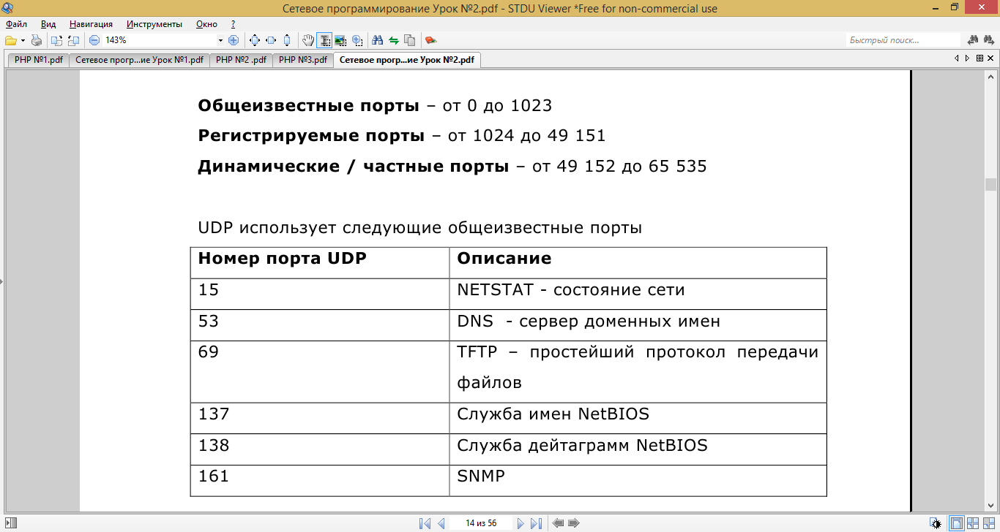 Сетевое программирование Урок №2.pdf - STDU Viewer *Free for non-commercial use
Файл Вид Навигация Инструменты Окно ?
143%
Быстрый поиск...
PHP №1.pdf Сетевое прогр...ие Урок №1.pdf PHP №2 .pdf PHP №3.pdf Сетевое прогр...ие Урок №2.pdf
Общеизвестные порты – от 0 до 1023
Регистрируемые порты – от 1024 до 49 151
Динамические / частные порты – от 49 152 до 65 535
UDP использует следующие общеизвестные порты
Номер порта UDP Описание
15 NETSTAT - состояние сети
53 DNS - сервер доменных имен
69 TFTP – простейший протокол передачи
файлов
137 Служба имен NetBIOS
138 Служба дейтаграмм NetBIOS
161 SNMP
14 из 56